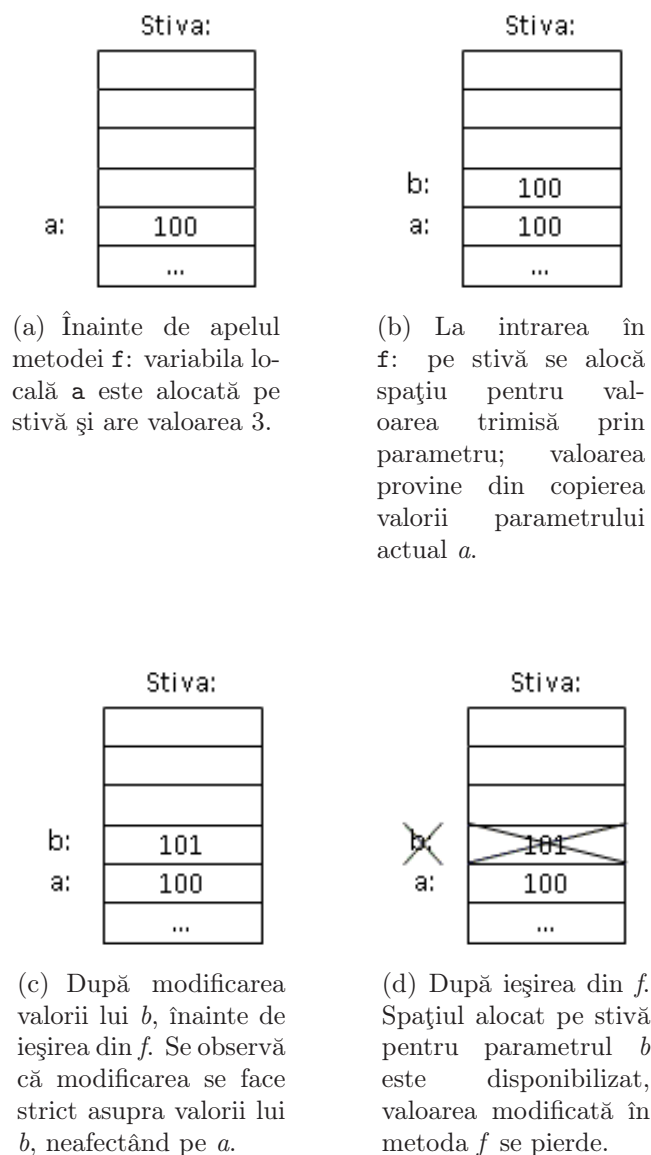 Stiva:
a:
100
...
(a) Înainte de apelul
metodei f: variabila lo-
cală a este alocată pe
stivă şi are valoarea 3.
Stiva:
b:
100
a:
100
...
(b) La intrarea în
f: pe stivă se alocă
spaţiu pentru val-
oarea trimisă prin
parametru; valoarea
provine din copierea
valorii parametrului
actual a.
Stiva:
b:
101
a:
100
...
(c) După modificarea
valorii lui b, înainte de
ieşirea din f. Se observă
că modificarea se face
strict asupra valorii lui
b, neafectând pe a.
Stiva:
b:
101
a:
100
...
(d) După ieşirea din f.
Spaţiul alocat pe stivă
pentru parametrul b
este disponibilizat,
valoarea modificată în
metoda f se pierde.